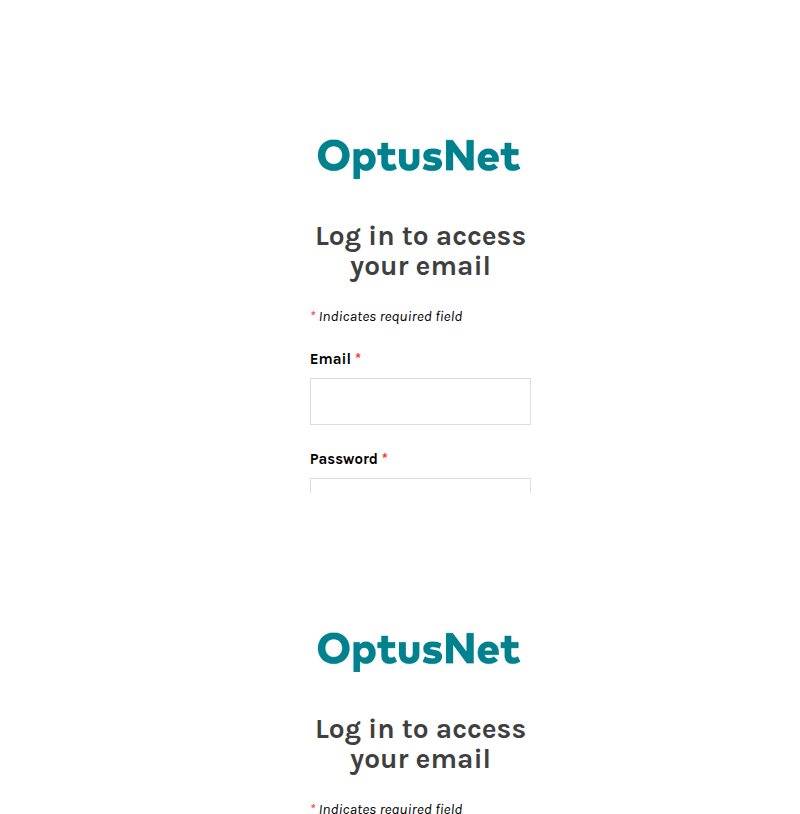 OptusNet
Log in to access
your email
* Indicates required field
Email *
Password *
OptusNet
Log in to access
your email
* Indicates required field